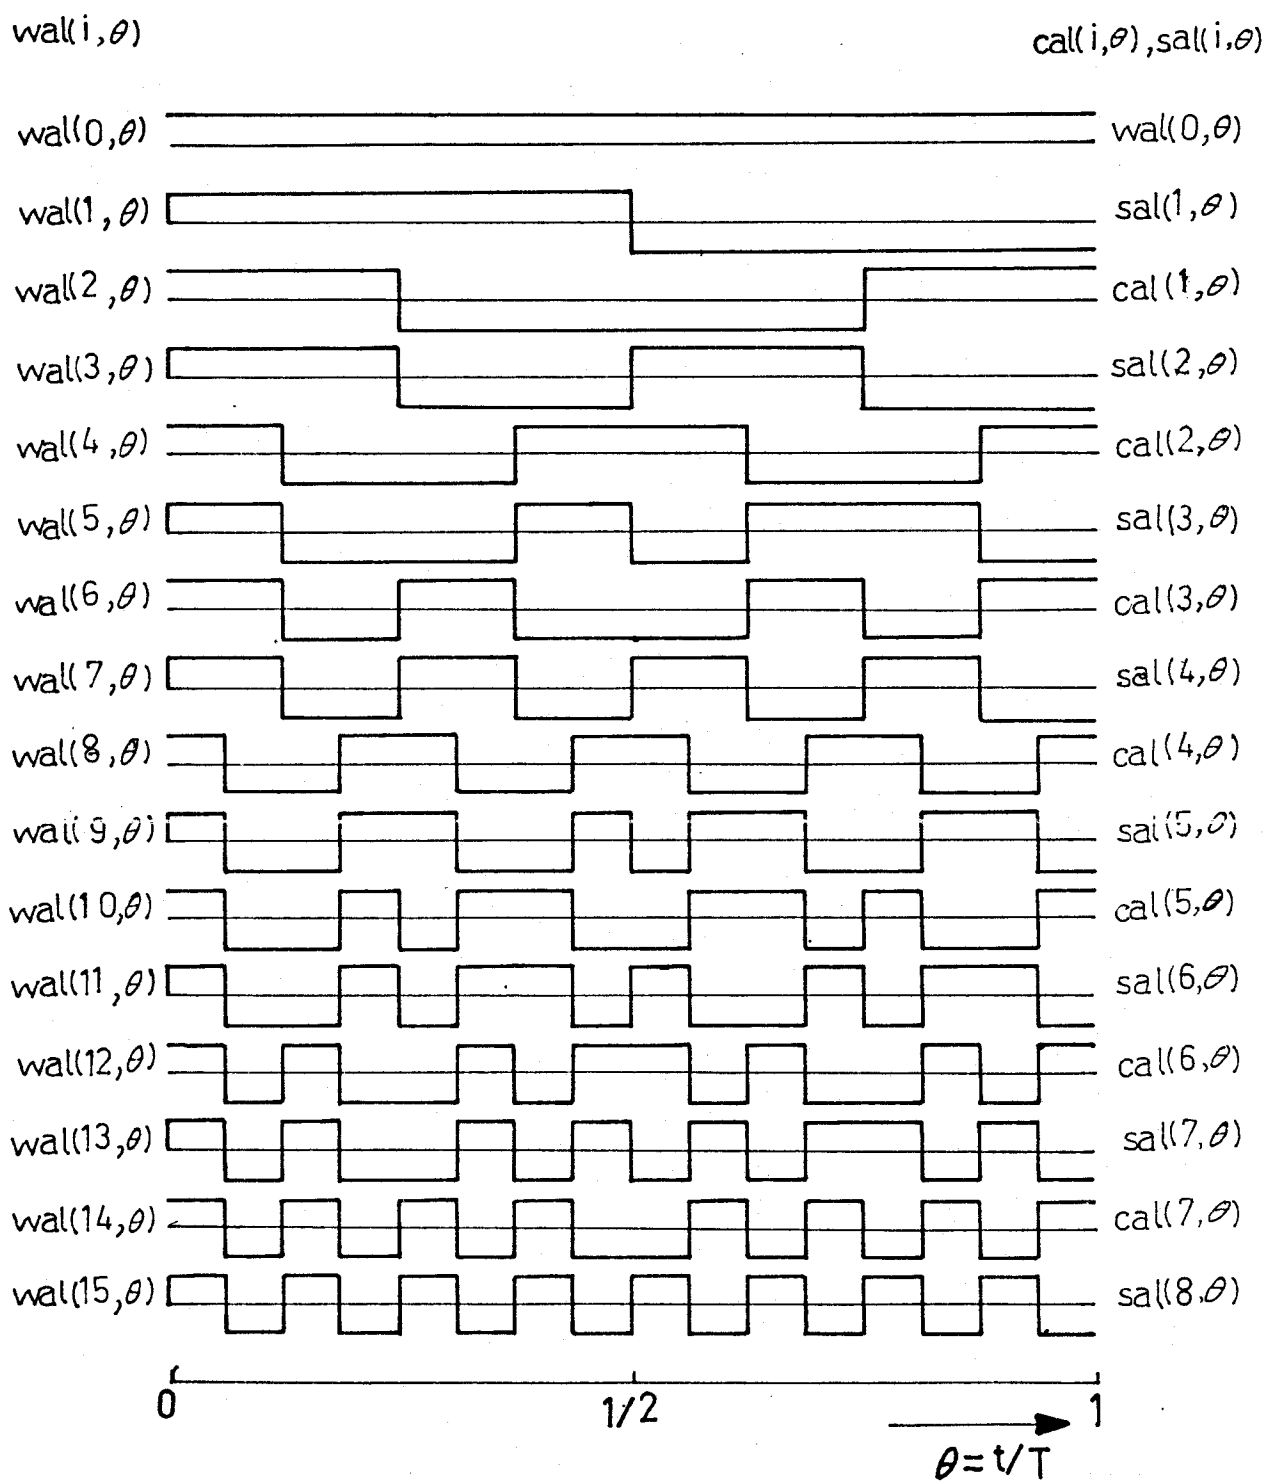 wal(i,θ) cal(i,θ),sal(i,θ)
wal(0,θ) wal(0,θ)
wal(1,θ) sal(1,θ)
wal(2,θ) cal(1,θ)
wal(3,θ) sal(2,θ)
wal(4,θ) cal(2,θ)
wal(5,θ) sal(3,θ)
wal(6,θ) cal(3,θ)
wal(7,θ) sal(4,θ)
wal(8,θ) cal(4,θ)
wal(9,θ) sal(5,θ)
wal(10,θ) cal(5,θ)
wal(11,θ) sal(6,θ)
wal(12,θ) cal(6,θ)
wal(13,θ) sal(7,θ)
wal(14,θ) cal(7,θ)
wal(15,θ) sal(8,θ)
0 1/2 1
θ=t/T